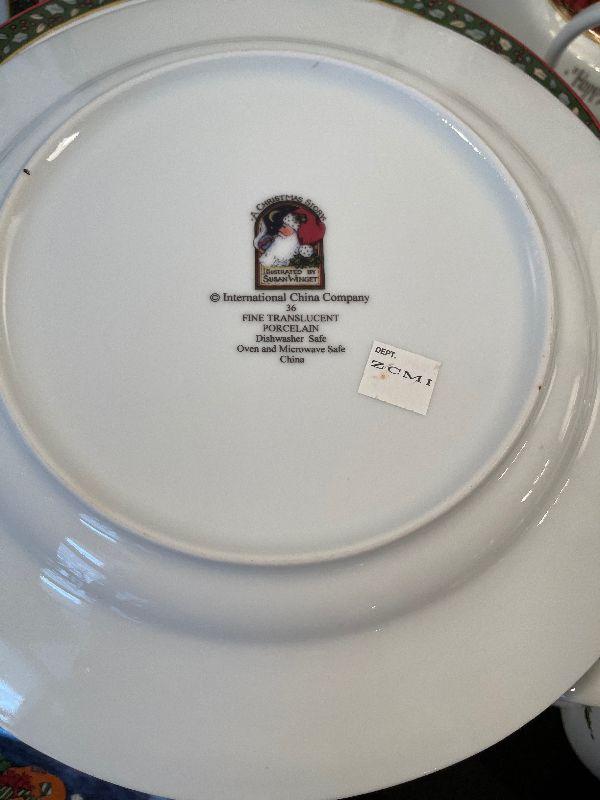 A CHRISTMAS STORY
ILLUSTRATED BY
SUSAN WINGET
© International China Company
36
FINE TRANSLUCENT
PORCELAIN
Dishwasher Safe
Oven and Microwave Safe
China
DEPT.
ZCMI